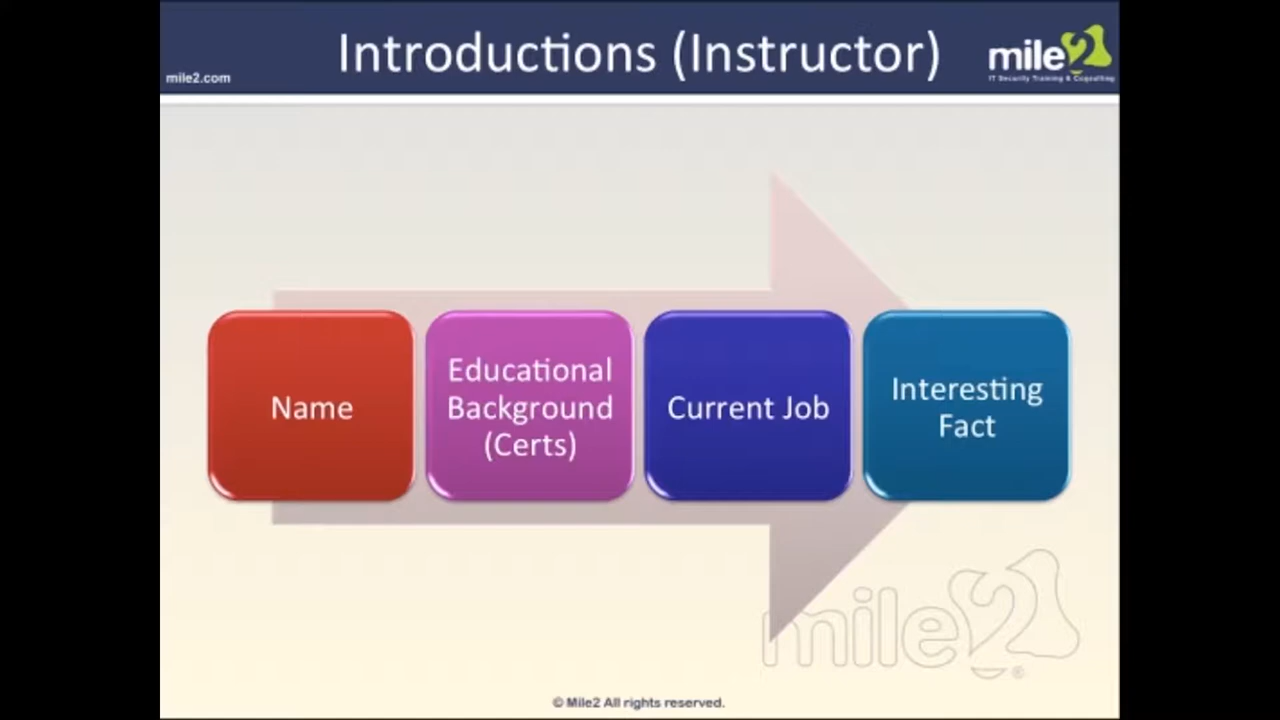 Introductions (Instructor)
mile2.com
mile2
IT Security Training & Consulting
Name
Educational
Background
(Certs)
Current Job
Interesting
Fact
mile2®
© Mile2 All rights reserved.